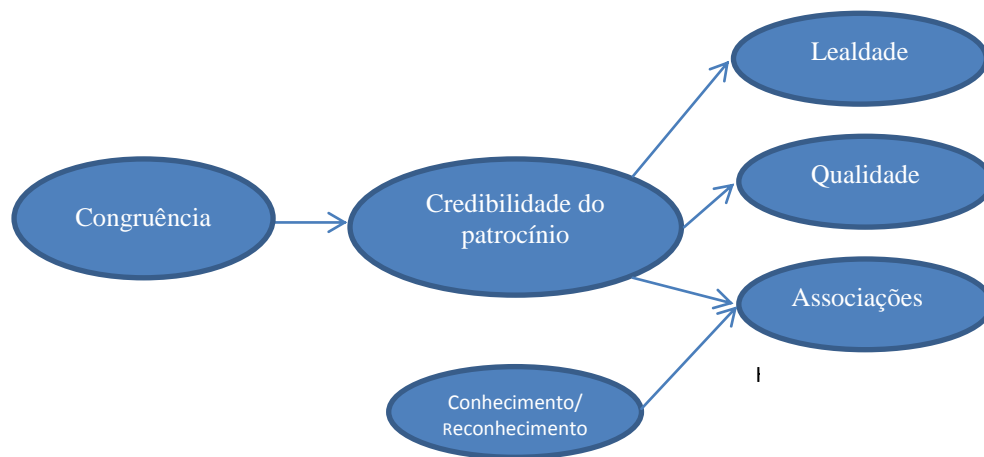 Lealdade
Qualidade
Congruência
Credibilidade do
patrocínio
Associações
Conhecimento/
Reconhecimento